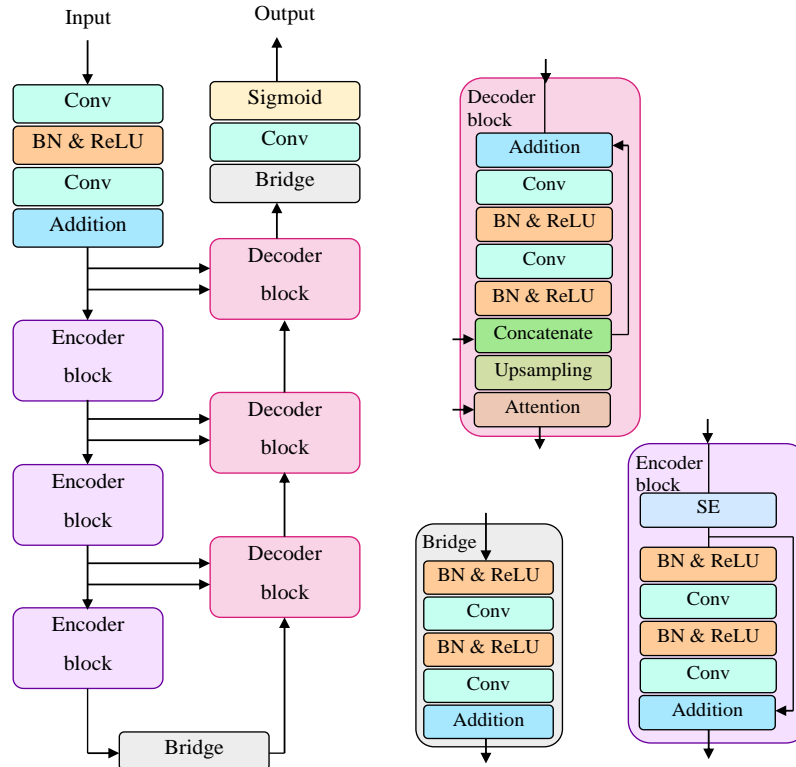 Input
Conv
BN & ReLU
Conv
Addition
Encoder
block
Encoder
block
Encoder
block
Bridge
Output
Sigmoid
Conv
Bridge
Decoder
block
Decoder
block
Decoder
block
Decoder
block
Addition
Conv
BN & ReLU
Conv
BN & ReLU
Concatenate
Upsampling
Attention
Bridge
BN & ReLU
Conv
BN & ReLU
Conv
Addition
Encoder
block
SE
BN & ReLU
Conv
BN & ReLU
Conv
Addition